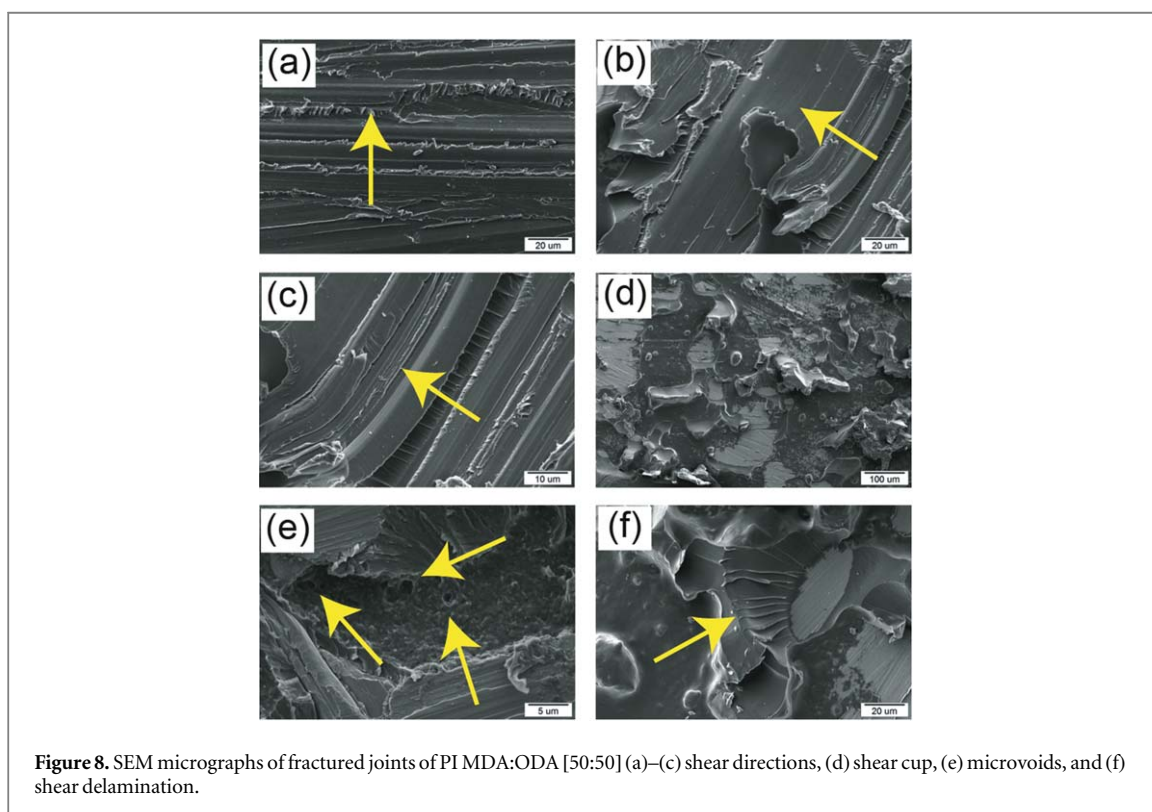 (a)
20 um
(b)
20 um
(c)
10 um
(d)
100 um
(e)
5 um
(f)
20 um
Figure 8. SEM micrographs of fractured joints of PI MDA:ODA [50:50] (a)–(c) shear directions, (d) shear cup, (e) microvoids, and (f)
shear delamination.